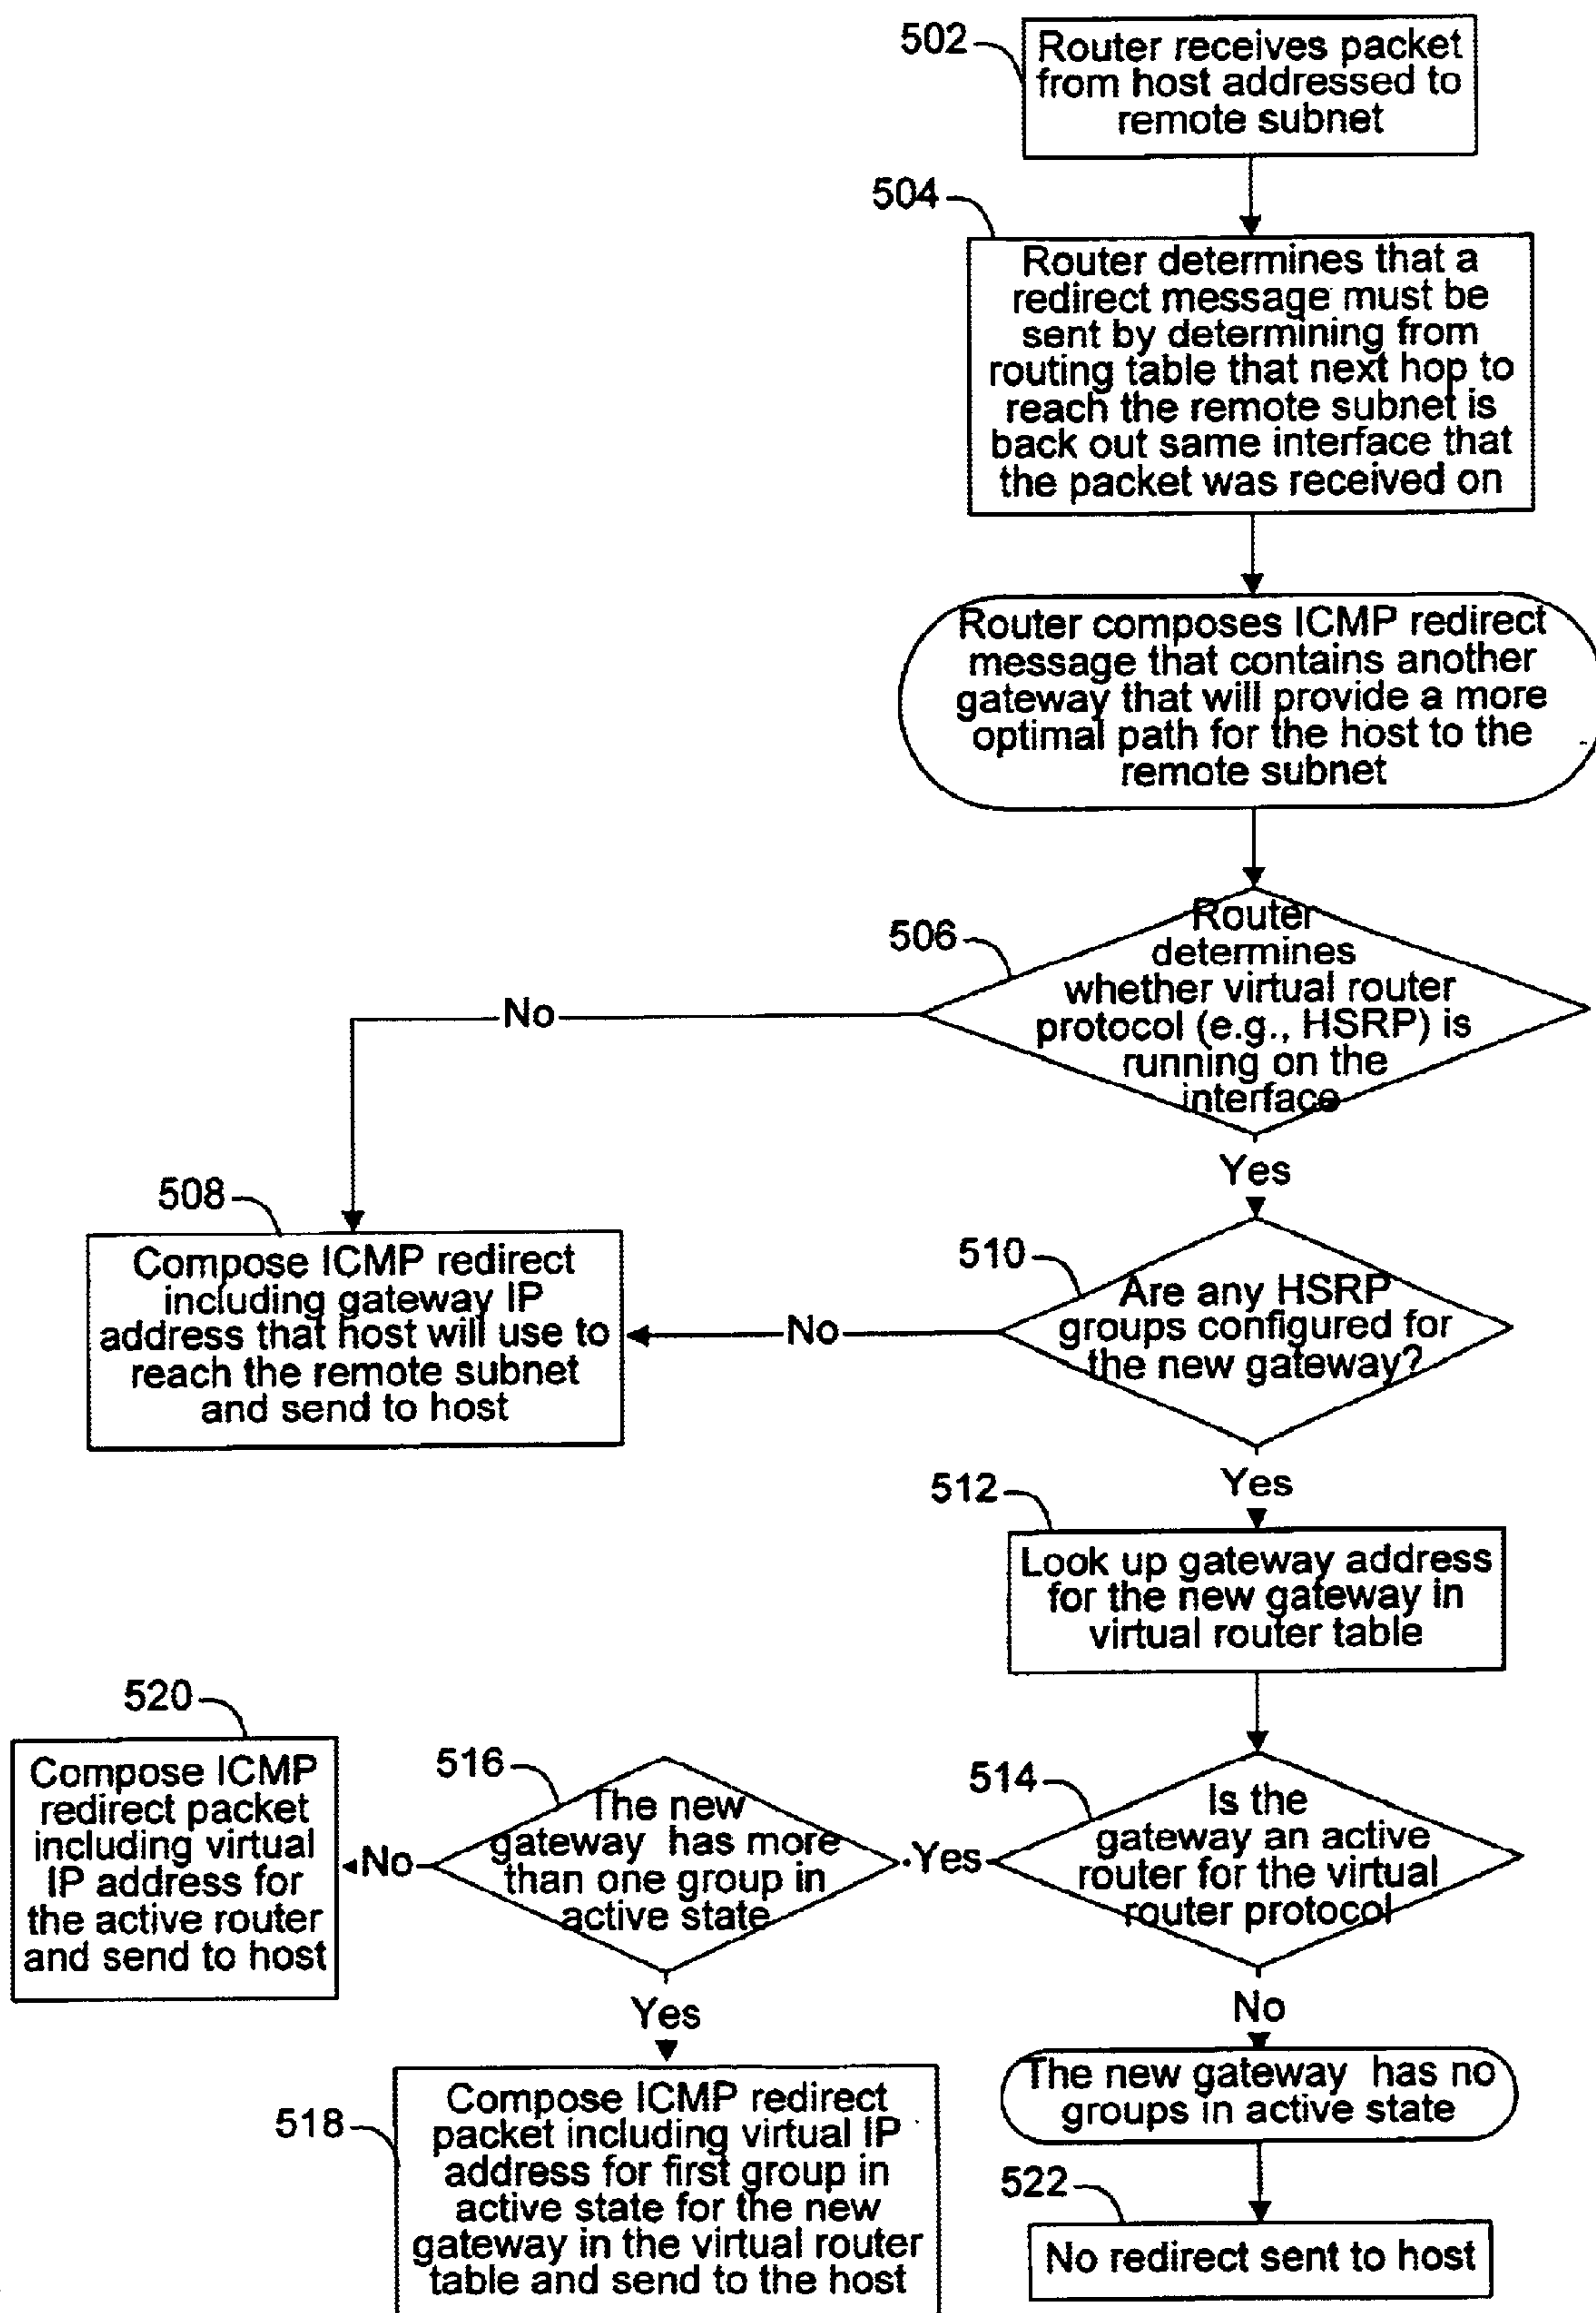 502
Router receives packet
from host addressed to
remote subnet
504
Router determines that a
redirect message must be
sent by determining from
routing table that next hop to
reach the remote subnet is
back out same interface that
the packet was received on
Router composes ICMP redirect
message that contains another
gateway that will provide a more
optimal path for the host to the
remote subnet
506
Router
determines
whether virtual router
protocol (e.g., HSRP) is
running on the
interface
No
Yes
508
Compose ICMP redirect
including gateway IP
address that host will use to
reach the remote subnet
and send to host
510
Are any HSRP
groups configured for
the new gateway?
No
Yes
512
Look up gateway address
for the new gateway in
virtual router table
514
Is the
gateway an active
router for the virtual
router protocol
Yes
516
The new
gateway has more
than one group in
active state
No
520
Compose ICMP
redirect packet
including virtual
IP address for
the active router
and send to host
Yes
518
Compose ICMP redirect
packet including virtual IP
address for first group in
active state for the new
gateway in the virtual router
table and send to the host
No
The new gateway has no
groups in active state
522
No redirect sent to host